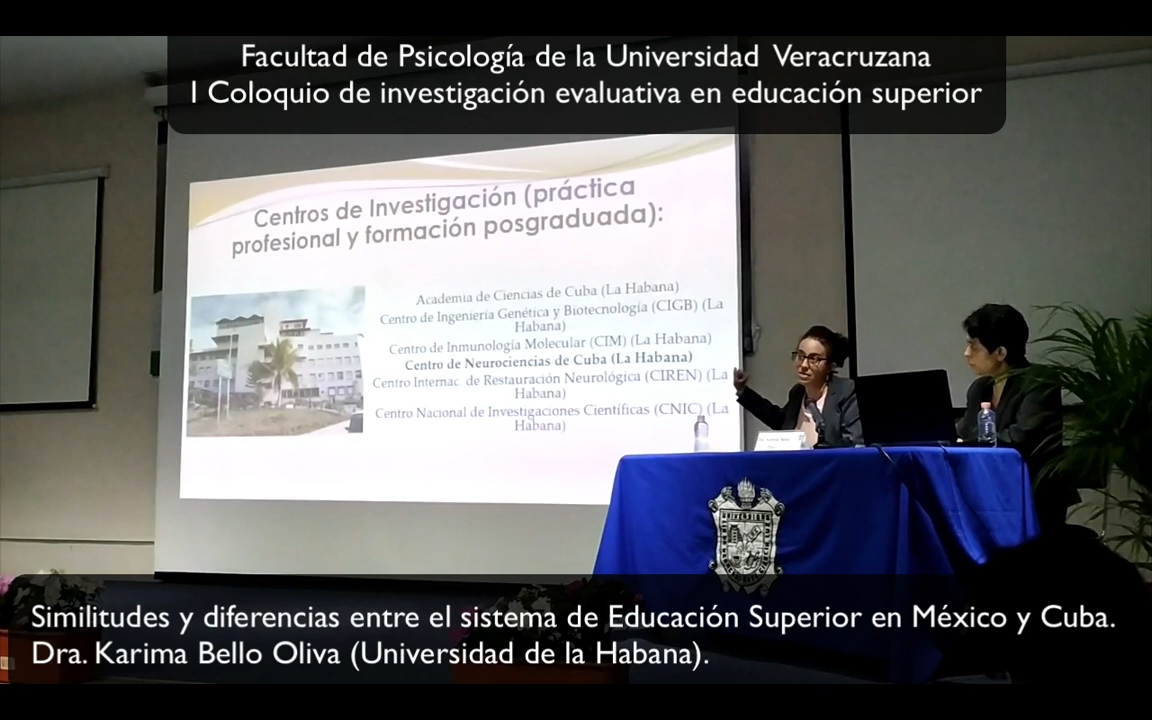 Facultad de Psicología de la Universidad Veracruzana
I Coloquio de investigación evaluativa en educación superior
Centros de Investigación (práctica
profesional y formación posgraduada):
Academia de Ciencias de Cuba (La Habana)
Centro de Ingeniería Genética y Biotecnología (CIGB) (La
Habana)
Centro de Inmunología Molecular (CIM) (La Habana)
Centro de Neurociencias de Cuba (La Habana)
Centro Internac. de Restauración Neurológica (CIREN) (La
Habana)
Centro Nacional de Investigaciones Científicas (CNIC) (La
Habana)
Similitudes y diferencias entre el sistema de Educación Superior en México y Cuba.
Dra. Karima Bello Oliva (Universidad de la Habana).